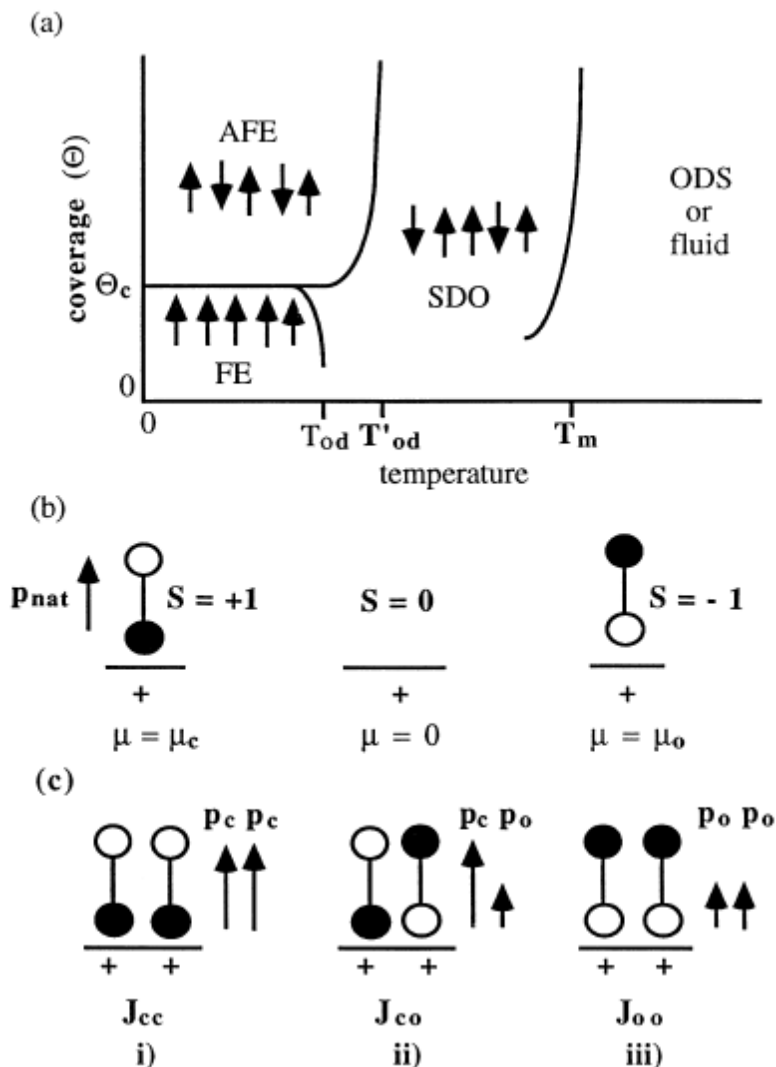 (a)
coverage (Θ)
AFE
ODS
or
fluid
Θc
SDO
FE
0
0
Tod T'od Tm
temperature
(b)
pnat S = +1 S = 0 S = - 1
+ + +
μ = μc μ = 0 μ = μo
(c)
pc pc pc po po po
+ + + + + +
Jcc Jco Joo
i) ii) iii)